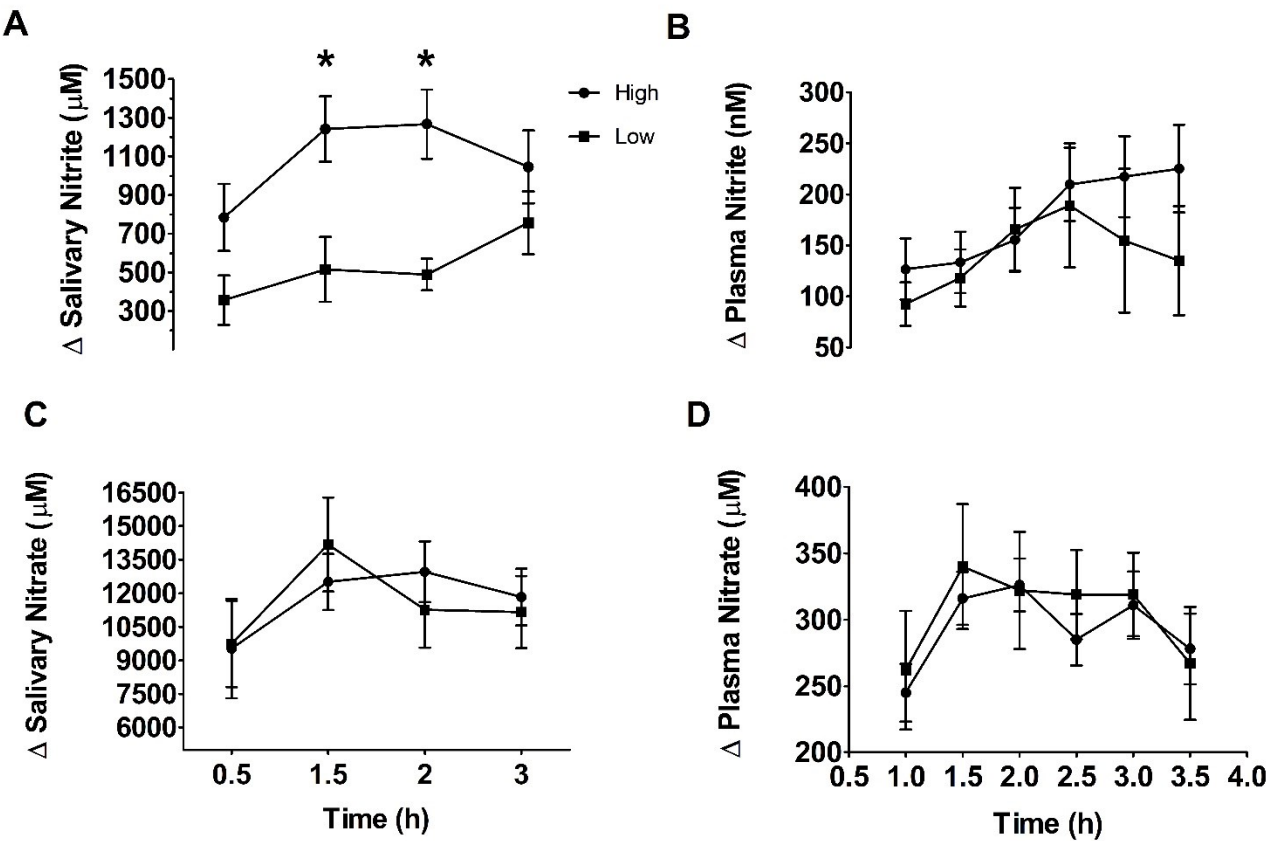 A
Δ Salivary Nitrite (μM)
1500
1300
1100
900
700
500
300
* *
High
Low
B
Δ Plasma Nitrite (nM)
300
250
200
150
100
50
C
Δ Salivary Nitrate (μM)
16500
15000
13500
12000
10500
9000
7500
6000
0.5 1.5 2 3
Time (h)
D
Δ Plasma Nitrate (μM)
400
350
300
250
200
0.5 1.0 1.5 2.0 2.5 3.0 3.5 4.0
Time (h)